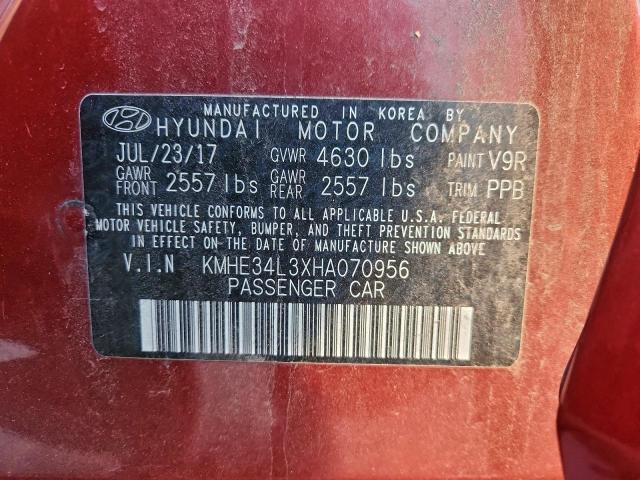 MANUFACTURED IN KOREA BY
HYUNDAI MOTOR COMPANY
JUL/23/17 GVWR 4630 lbs PAINT V9R
GAWR FRONT 2557 lbs GAWR REAR 2557 lbs TRIM PPB
THIS VEHICLE CONFORMS TO ALL APPLICABLE U.S.A. FEDERAL
MOTOR VEHICLE SAFETY, BUMPER, AND THEFT PREVENTION STANDARDS
IN EFFECT ON THE DATE OF MANUFACTURE SHOWN ABOVE
V.I.N KMHE34L3XHA070956
PASSENGER CAR